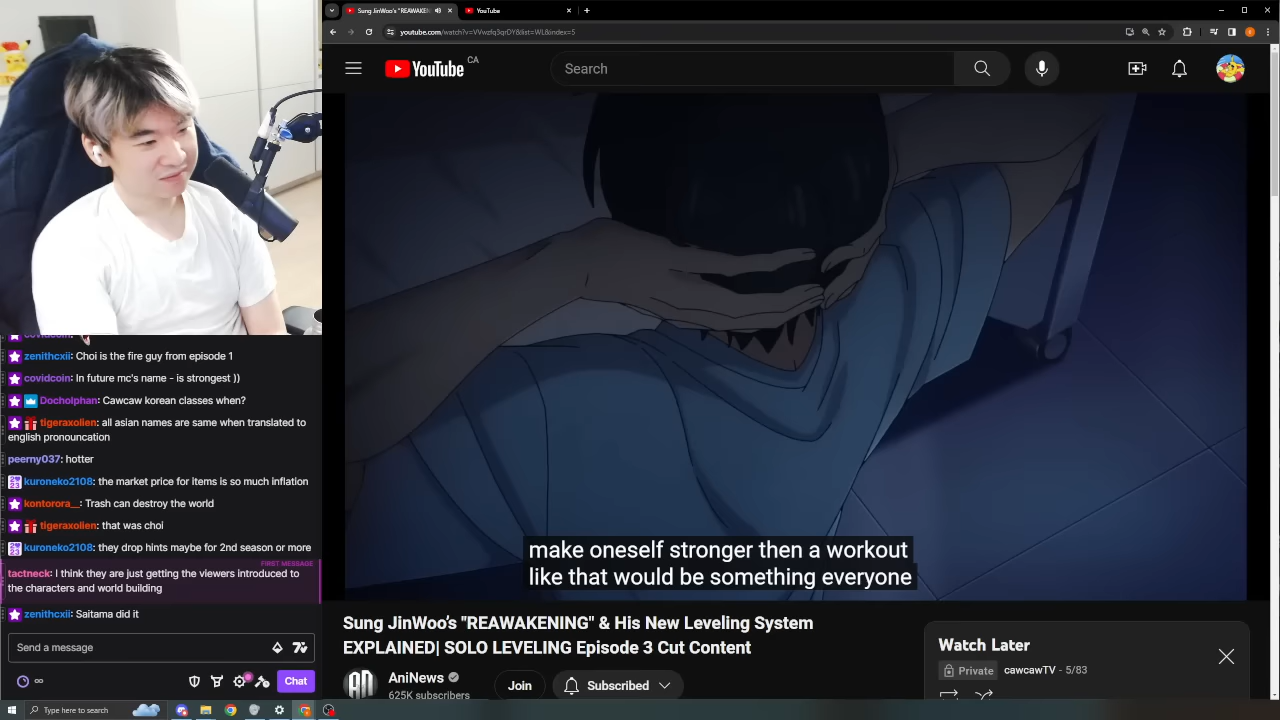 Sung JinWoo's "REAWAKEN
YouTube
youtube.com/watch?v=VVwzfq3qrDY&list=WL&index=5
YouTube CA
Search
zenithcxii: Choi is the fire guy from episode 1
covidcoin: In future mc's name - is strongest ))
Docholphan: Cawcaw korean classes when?
tigeraxolien: all asian names are same when translated to
english pronouncation
peerny037: hotter
kuroneko2108: the market price for items is so much inflation
kontorora__: Trash can destroy the world
tigeraxolien: that was choi
kuroneko2108: they drop hints maybe for 2nd season or more
FIRST MESSAGE
tactneck: I think they are just getting the viewers introduced to
the characters and world building
zenithcxii: Saitama did it
Send a message
Chat
make oneself stronger then a workout
like that would be something everyone
Sung JinWoo's "REAWAKENING" & His New Leveling System
EXPLAINED| SOLO LEVELING Episode 3 Cut Content
AniNews
625K subscribers
Join
Subscribed
Watch Later
Private cawcawTV - 5/83
Type here to search